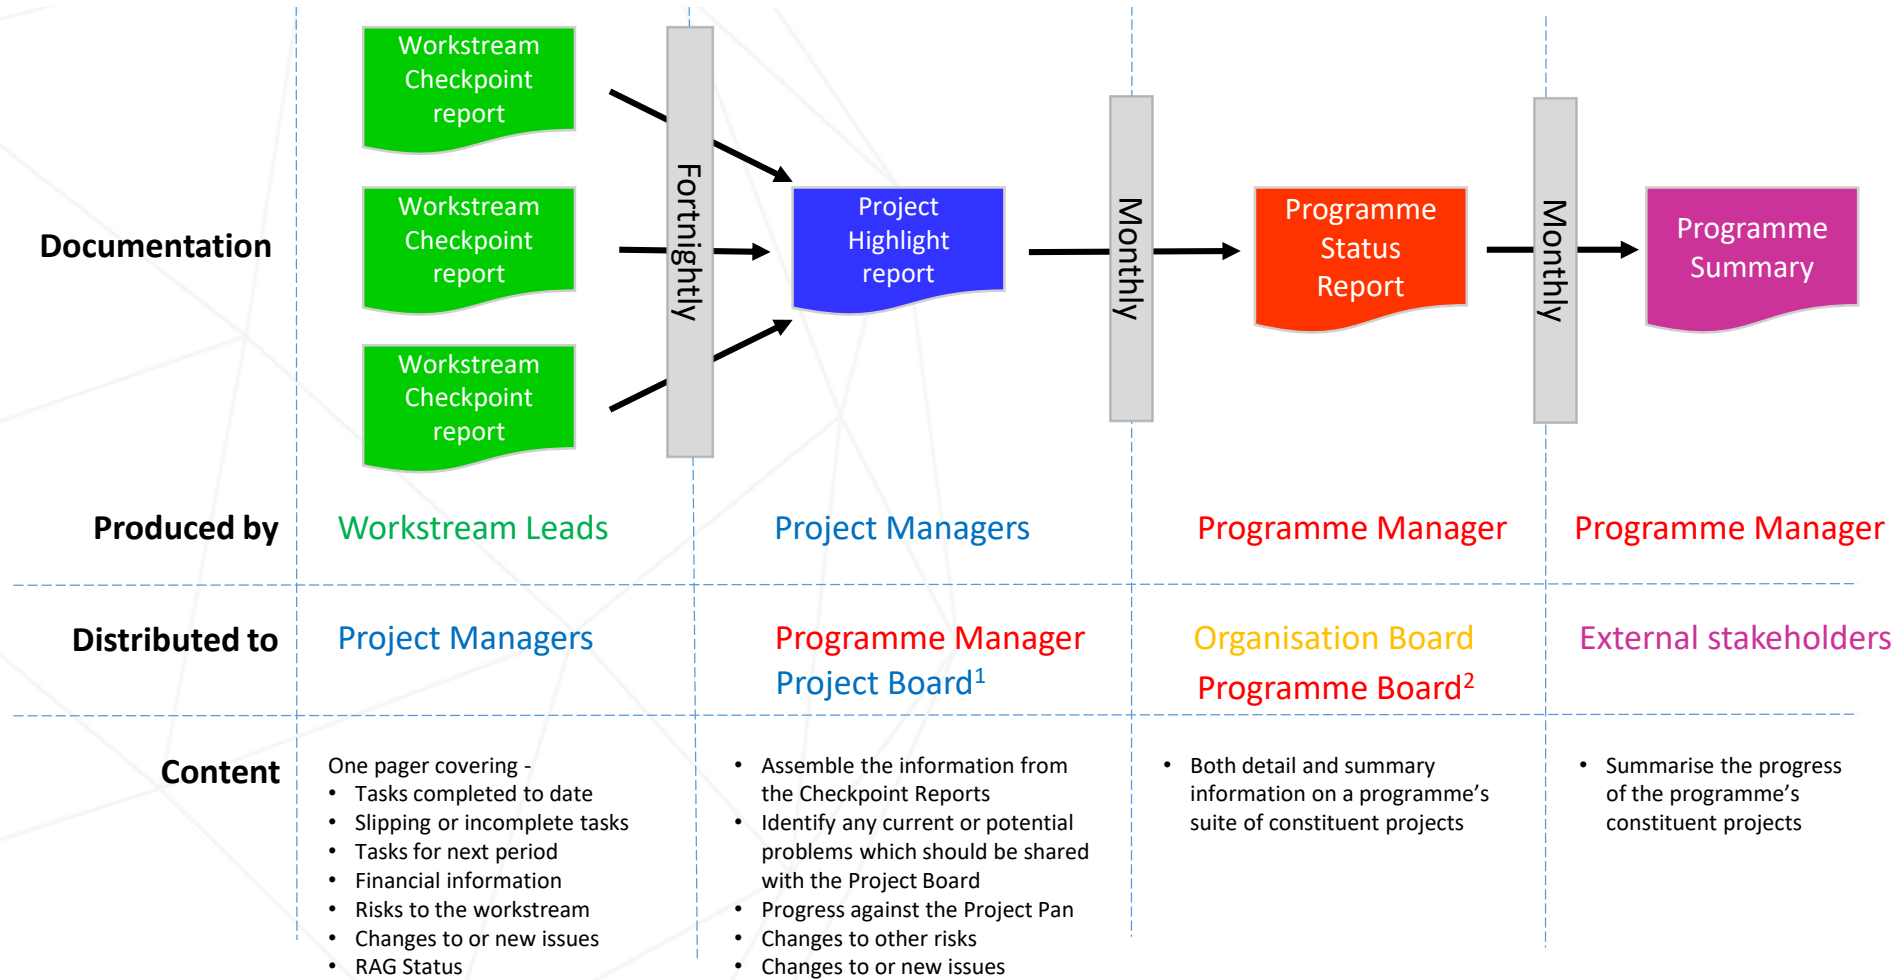 Documentation
Workstream
Checkpoint
report
Workstream
Checkpoint
report
Workstream
Checkpoint
report
Fortnightly
Project
Highlight
report
Monthly
Programme
Status
Report
Monthly
Programme
Summary
Produced by
Workstream Leads
Project Managers
Programme Manager
Programme Manager
Distributed to
Project Managers
Programme Manager
Project Board¹
Organisation Board
Programme Board²
External stakeholders
Content
One pager covering -
• Tasks completed to date
• Slipping or incomplete tasks
• Tasks for next period
• Financial information
• Risks to the workstream
• Changes to or new issues
• RAG Status
• Assemble the information from
the Checkpoint Reports
• Identify any current or potential
problems which should be shared
with the Project Board
• Progress against the Project Pan
• Changes to other risks
• Changes to or new issues
• Both detail and summary
information on a programme's
suite of constituent projects
• Summarise the progress
of the programme's
constituent projects